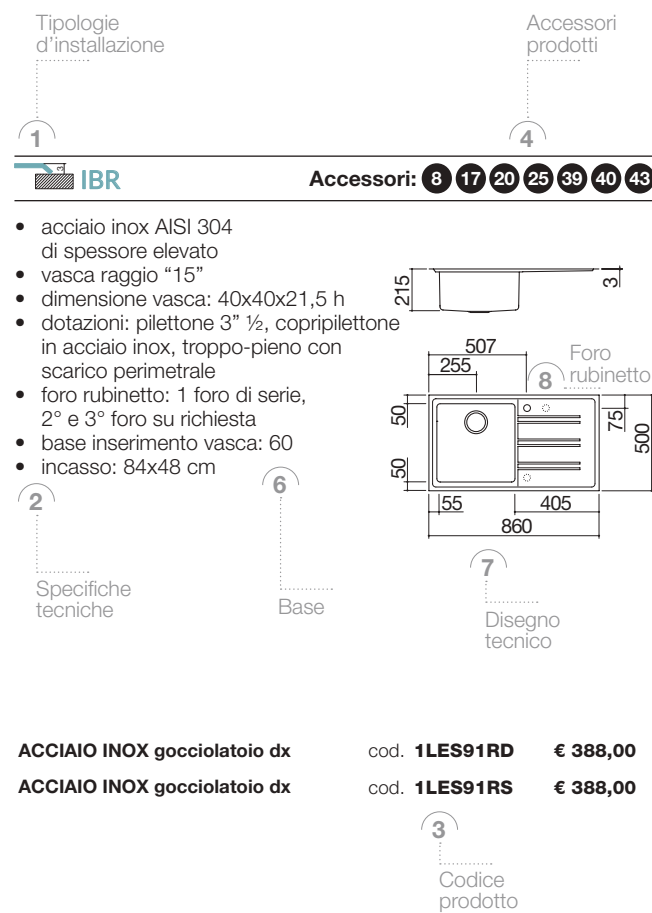 Tipologie
d’installazione
Accessori
prodotti
1
4
3
IBR
Accessori: 8 17 20 25 39 40 43
• acciaio inox AISI 304
di spessore elevato
• vasca raggio “15”
• dimensione vasca: 40x40x21,5 h
• dotazioni: pilettone 3” ½, copripilettone
in acciaio inox, troppo-pieno con
scarico perimetrale
• foro rubinetto: 1 foro di serie,
2° e 3° foro su richiesta
• base inserimento vasca: 60
• incasso: 84x48 cm
215
3
507
255
8
Foro
rubinetto
50
75
500
50
55
405
860
2
6
7
Specifiche
tecniche
Base
Disegno
tecnico
ACCIAIO INOX gocciolatoio dx cod. 1LES91RD € 388,00
ACCIAIO INOX gocciolatoio dx cod. 1LES91RS € 388,00
3
Codice
prodotto